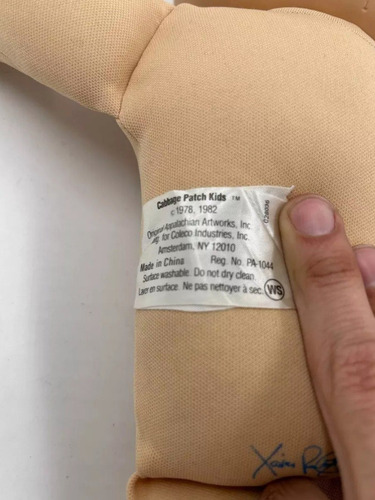 Cabbage Patch Kids ™
© 1978, 1982
Original Appalachian Artworks, Inc.
for Coleco Industries, Inc.
Amsterdam, NY 12010
Made in China Reg. No. PA-1044
Surface washable. Do not dry clean.
Laver en surface. Ne pas nettoyer à sec. WS
Xavier